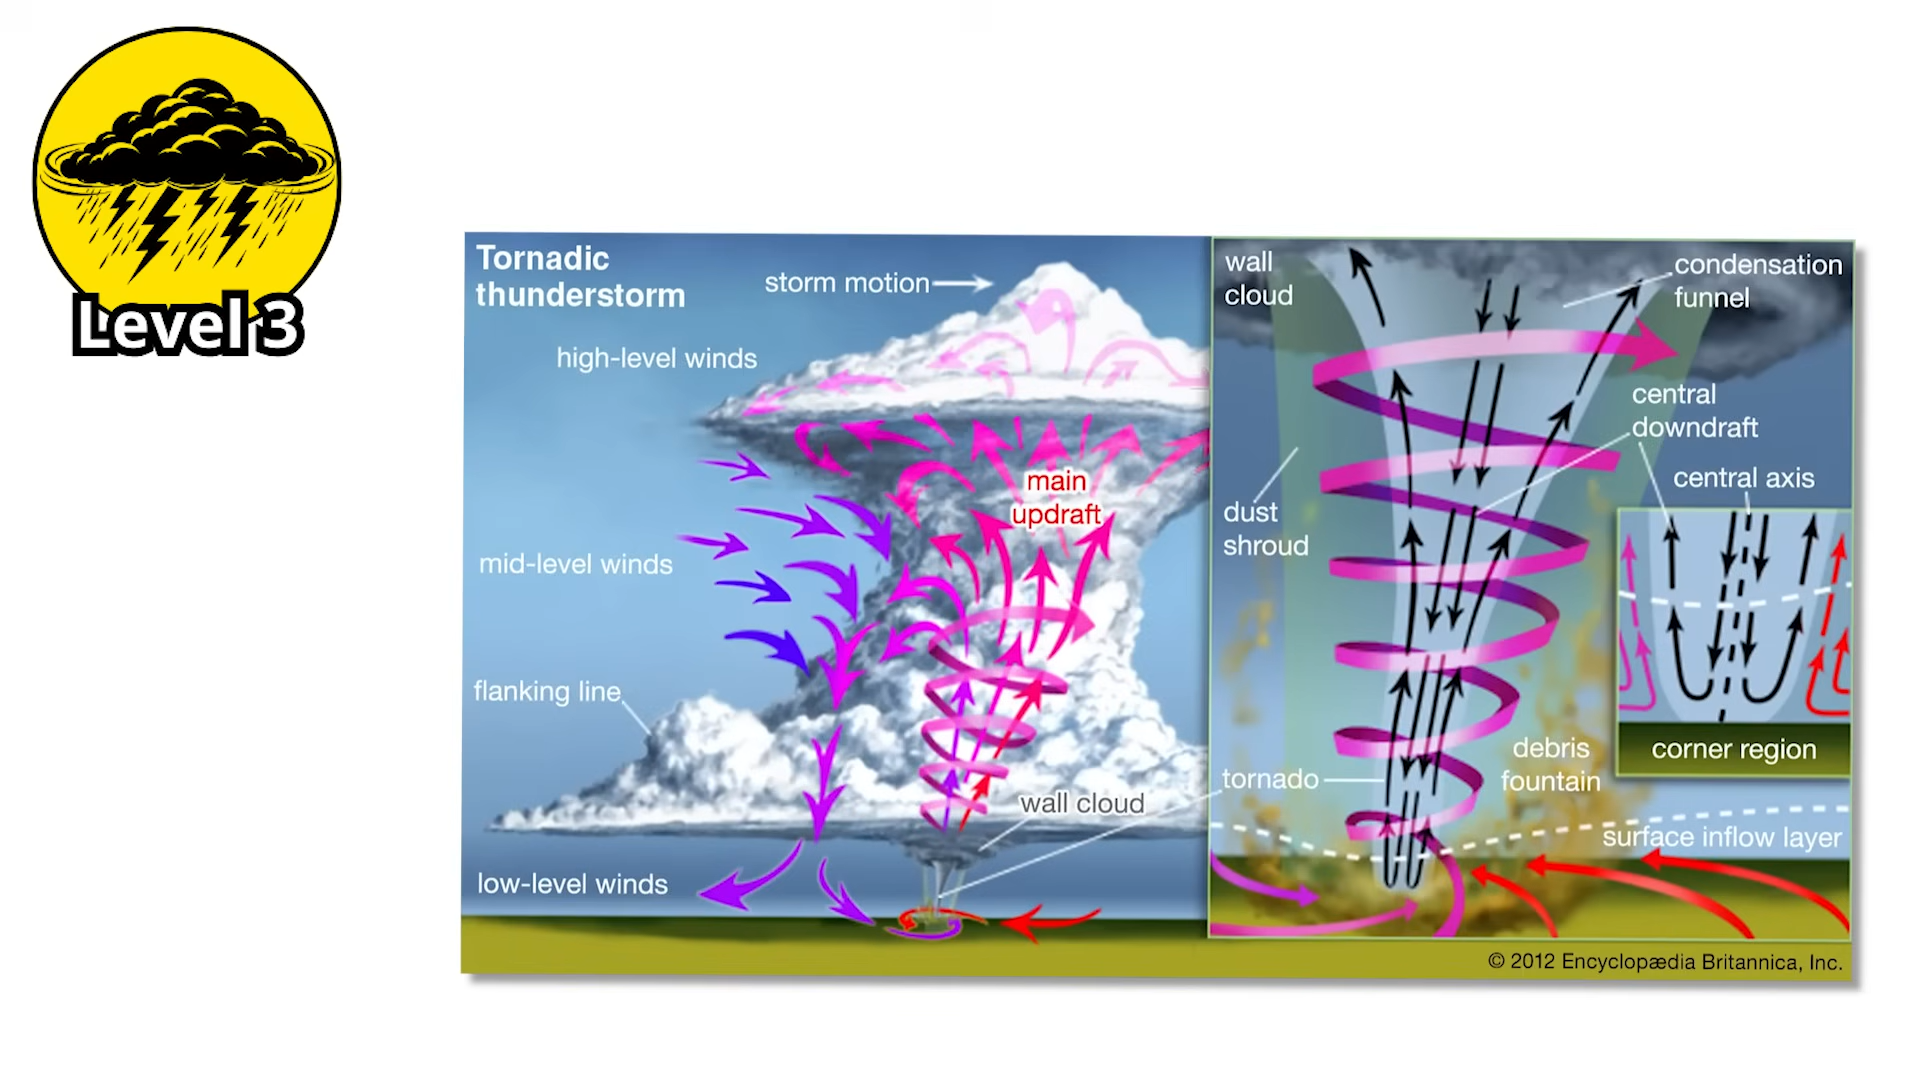 Level 3
Tornadic
thunderstorm
storm motion
high-level winds
main
updraft
mid-level winds
flanking line
wall cloud
low-level winds
wall
cloud
condensation
funnel
central
downdraft
central axis
dust
shroud
corner region
debris
fountain
tornado
surface inflow layer
© 2012 Encyclopædia Britannica, Inc.